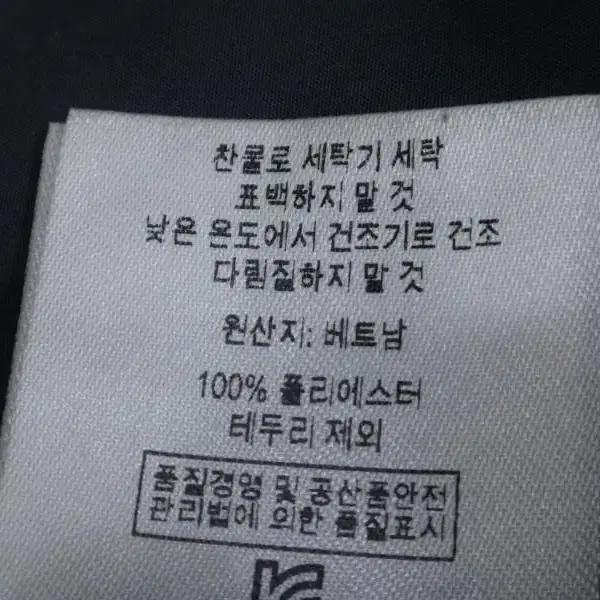 찬물로 세탁기 세탁
표백하지 말 것
낮은 온도에서 건조기로 건조
다림질하지 말 것
원산지: 베트남
100% 폴리에스터
테두리 제외
품질경영 및 공산품안전
관리법에 의한 품질표시